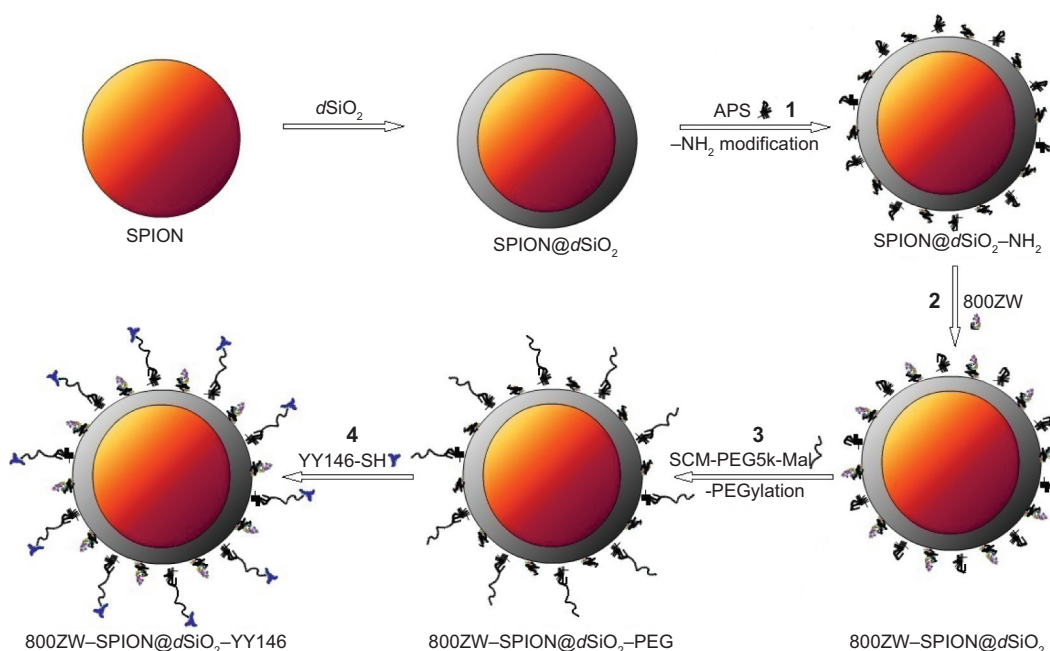 dSiO₂
APS 1
–NH₂ modification
SPION
SPION@dSiO₂
SPION@dSiO₂–NH₂
2 800ZW
4
YY146-SH
3
SCM-PEG5k-Mal
-PEGylation
800ZW–SPION@dSiO₂–YY146
800ZW–SPION@dSiO₂–PEG
800ZW–SPION@dSiO₂